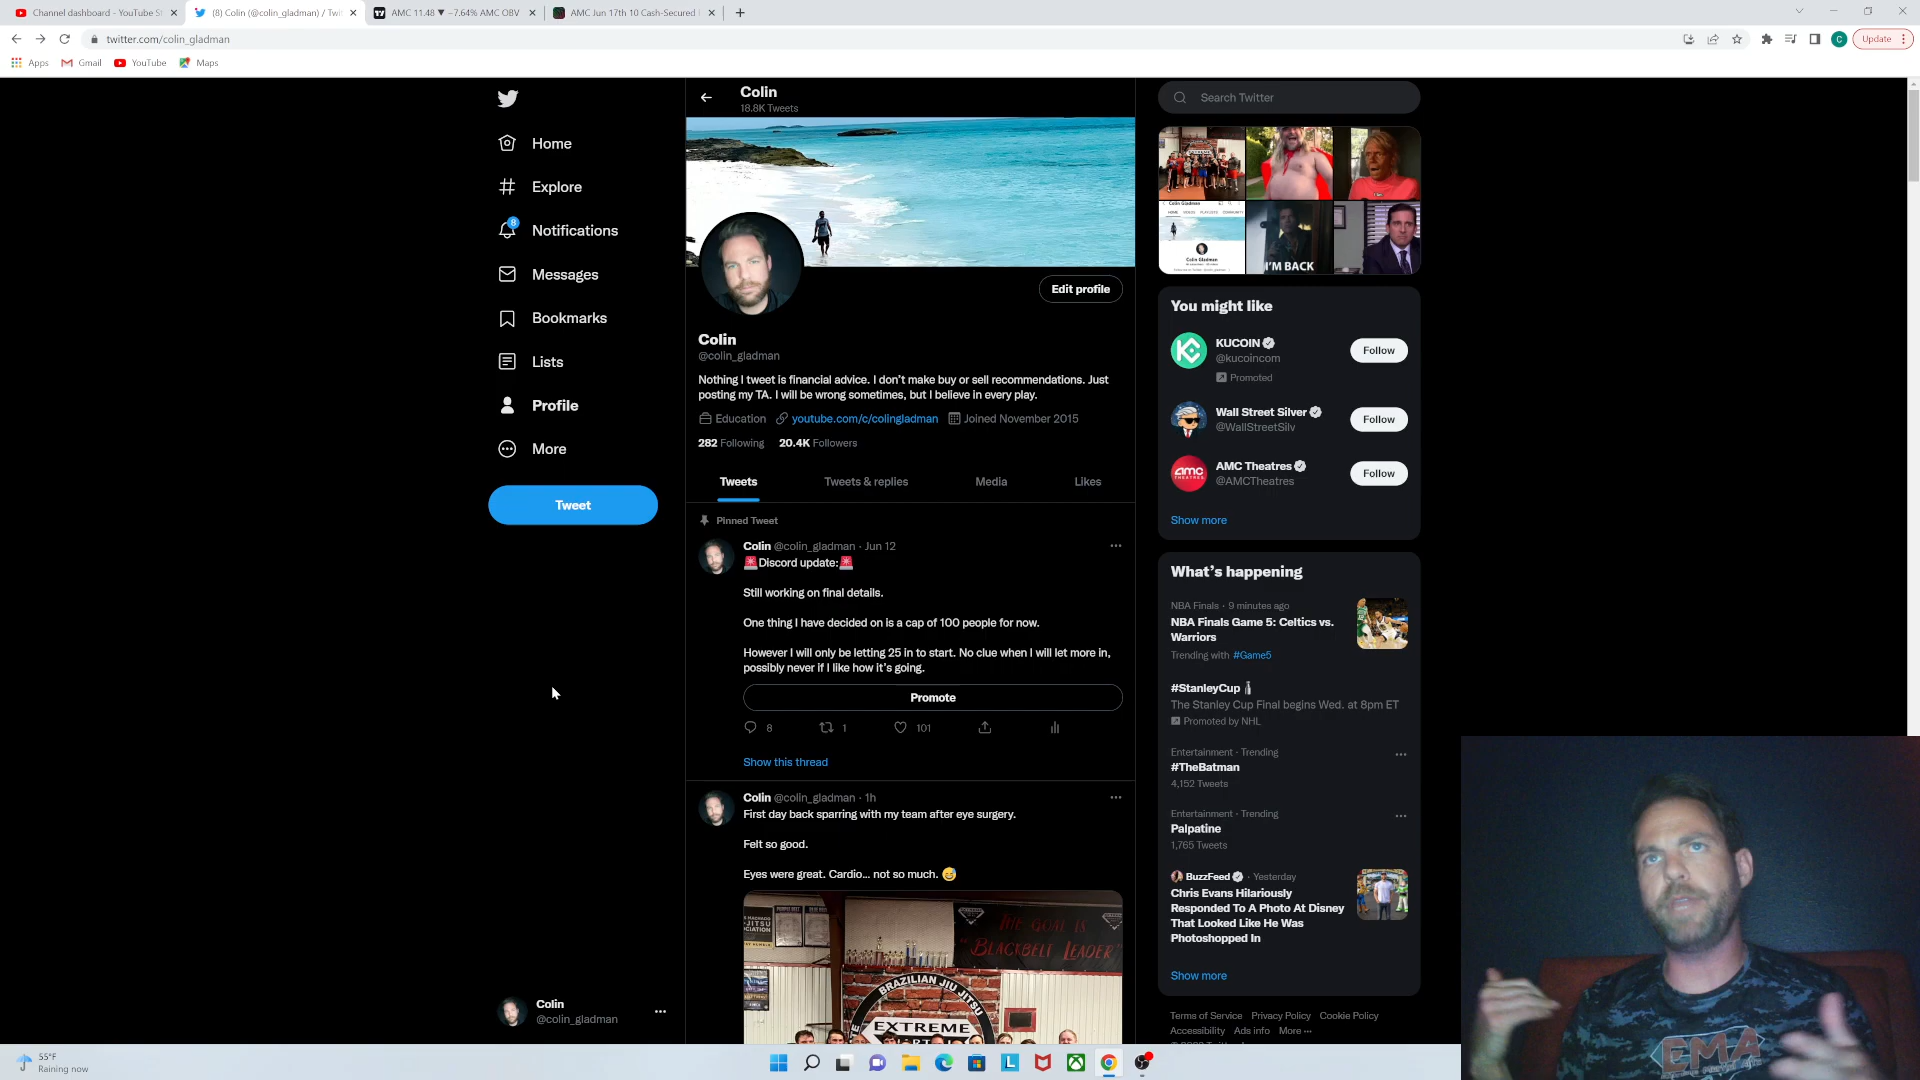 Channel dashboard - YouTube St
(8) Colin (@colin_gladman) / Twit
AMC 11.48 ▼ −7.64% AMC OBV
AMC Jun 17th 10 Cash-Secured
twitter.com/colin_gladman
C
Update
Apps
Gmail
YouTube
Maps
Home
Explore
8
Notifications
Messages
Bookmarks
Lists
Profile
More
Tweet
Colin
@colin_gladman
Colin
18.8K Tweets
Edit profile
Colin
@colin_gladman
Nothing I tweet is financial advice. I don't make buy or sell recommendations. Just
posting my TA. I will be wrong sometimes, but I believe in every play.
Education youtube.com/c/colingladman Joined November 2015
282 Following 20.4K Followers
Tweets Tweets & replies Media Likes
Pinned Tweet
Colin @colin_gladman · Jun 12
🚨Discord update:🚨
Still working on final details.
One thing I have decided on is a cap of 100 people for now.
However I will only be letting 25 in to start. No clue when I will let more in,
possibly never if I like how it's going.
Promote
8 1 101
Show this thread
Colin @colin_gladman · 1h
First day back sparring with my team after eye surgery.
Felt so good.
Eyes were great. Cardio... not so much. 😅
THE GOAL IS
"BLACKBELT LEADER"
BRAZILIAN JIU JITSU
EXTREME
Search Twitter
Colin Gladman
I'M BACK
You might like
KUCOIN
@kucoincom
Promoted
Follow
Wall Street Silver
@WallStreetSilv
Follow
amc
THEATRES
AMC Theatres
@AMCTheatres
Follow
Show more
What's happening
NBA Finals · 9 minutes ago
NBA Finals Game 5: Celtics vs.
Warriors
Trending with #Game5
#StanleyCup
The Stanley Cup Final begins Wed. at 8pm ET
Promoted by NHL
Entertainment · Trending
#TheBatman
4,152 Tweets
Entertainment · Trending
Palpatine
1,765 Tweets
BuzzFeed · Yesterday
Chris Evans Hilariously
Responded To A Photo At Disney
That Looked Like He Was
Photoshopped In
Show more
Terms of Service Privacy Policy Cookie Policy
Accessibility Ads info More ···
EMA
55°F
Raining now